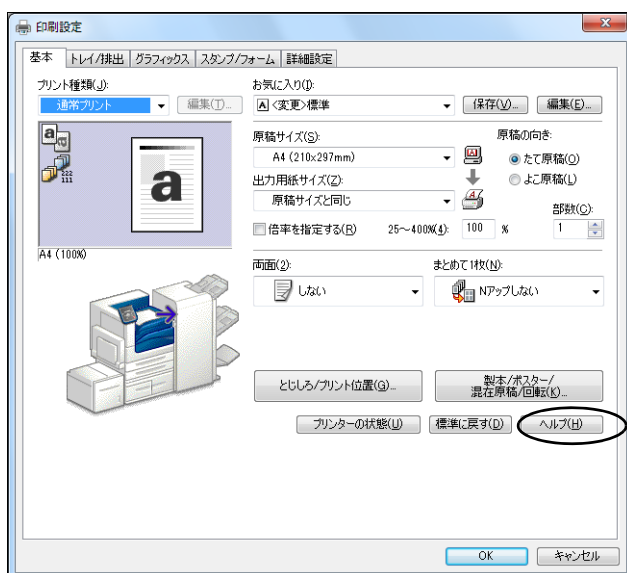 印刷設定
基本 トレイ/排出 グラフィックス スタンプ/フォーム 詳細設定
プリント種類(J):
通常プリント 編集(T)...
お気に入り(I):
A <変更>標準 保存(V)... 編集(E)...
原稿サイズ(S):
A4 (210x297mm)
原稿の向き:
たて原稿(O)
よこ原稿(L)
出力用紙サイズ(Z):
原稿サイズと同じ
倍率を指定する(R) 25～400%(4): 100 %
部数(C):
1
a
222
111
a
A4 (100%)
両面(2):
しない
まとめて1枚(N):
Nアップしない
とじしろ/プリント位置(G)...
製本/ポスター/
混在原稿/回転(K)...
プリンターの状態(U) 標準に戻す(D) ヘルプ(H)
OK キャンセル